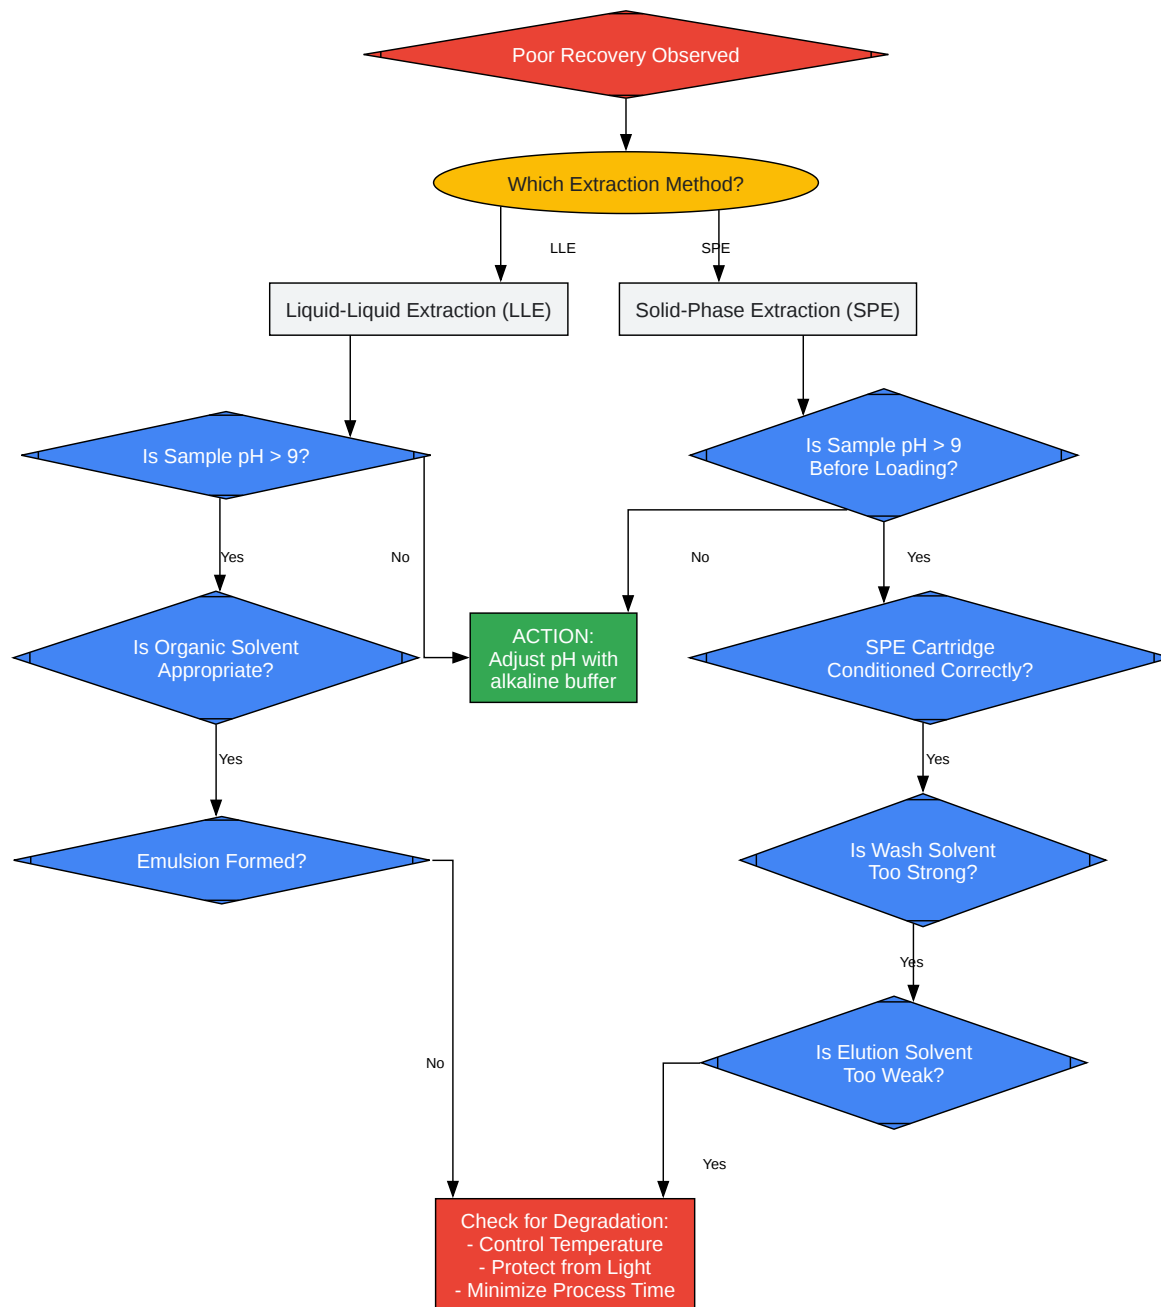 Poor Recovery Observed
Which Extraction Method?
LLE
SPE
Liquid-Liquid Extraction (LLE)
Solid-Phase Extraction (SPE)
Is Sample pH > 9?
Is Sample pH > 9
Before Loading?
Yes
No
No
Yes
Is Organic Solvent
Appropriate?
ACTION:
Adjust pH with
alkaline buffer
SPE Cartridge
Conditioned Correctly?
Yes
Yes
Emulsion Formed?
Is Wash Solvent
Too Strong?
Yes
Is Elution Solvent
Too Weak?
No
Yes
Check for Degradation:
- Control Temperature
- Protect from Light
- Minimize Process Time